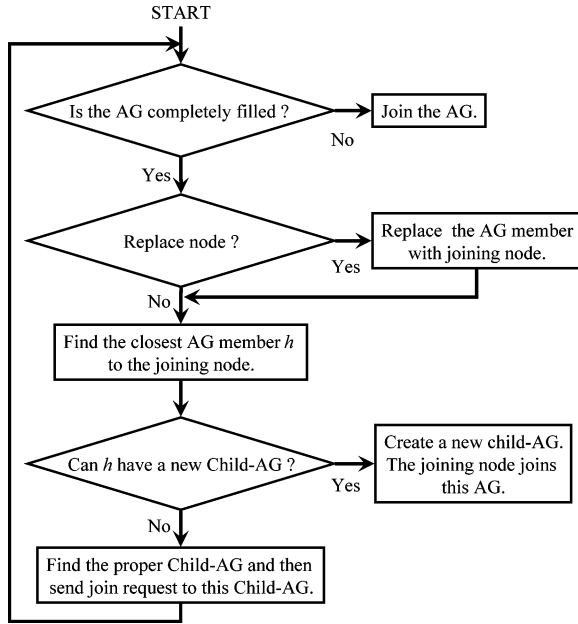 START
Is the AG completely filled ?
Join the AG.
No
Yes
Replace node ?
Replace the AG member
with joining node.
Yes
No
Find the closest AG member h
to the joining node.
Can h have a new Child-AG ?
Create a new child-AG.
The joining node joins
this AG.
Yes
No
Find the proper Child-AG and then
send join request to this Child-AG.